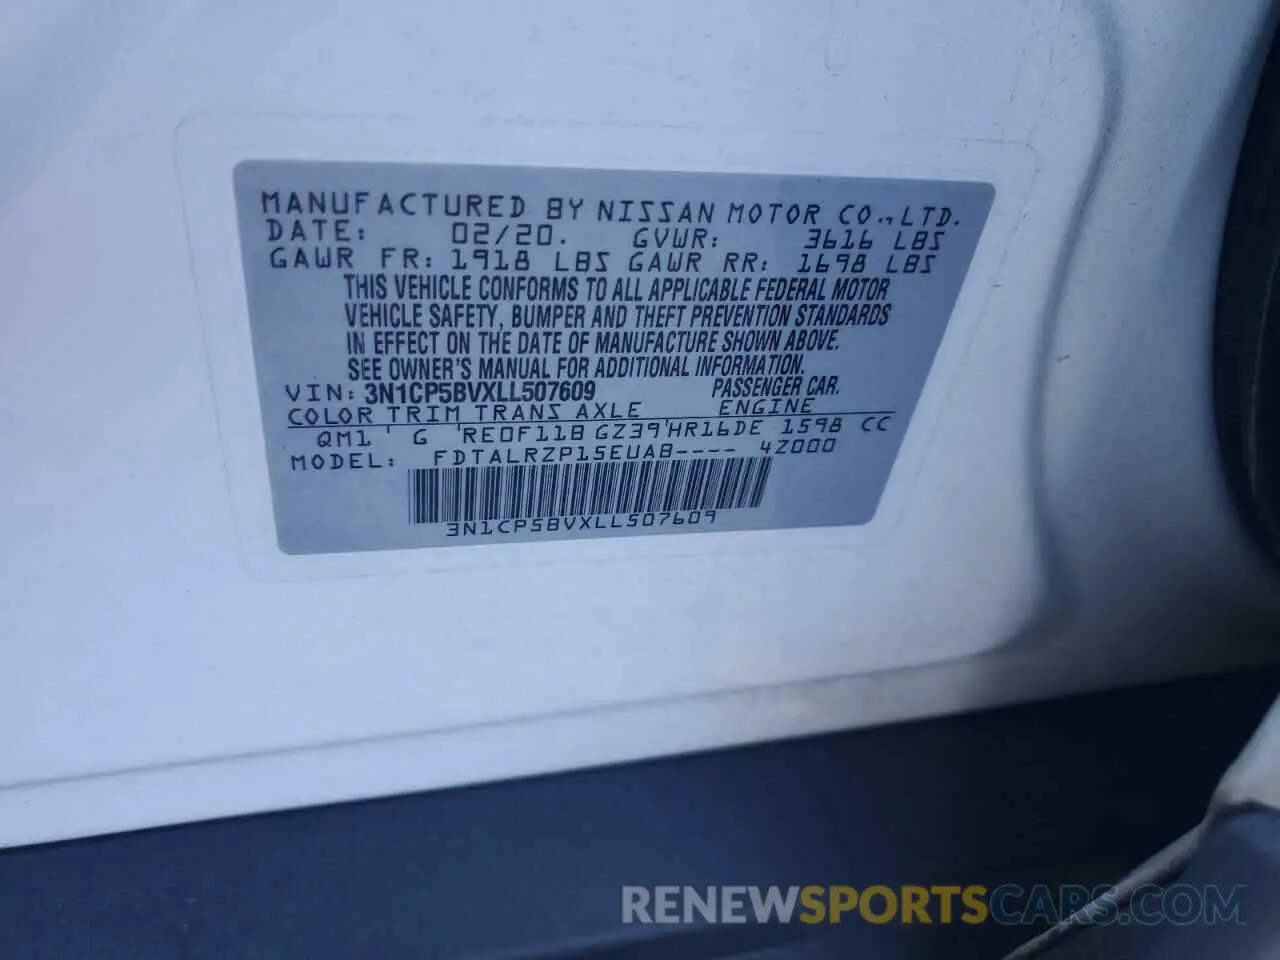 MANUFACTURED BY NISSAN MOTOR CO., LTD.
DATE: 02/20. GVWR: 3616 LBS
GAWR FR: 1918 LBS GAWR RR: 1698 LBS
THIS VEHICLE CONFORMS TO ALL APPLICABLE FEDERAL MOTOR
VEHICLE SAFETY, BUMPER AND THEFT PREVENTION STANDARDS
IN EFFECT ON THE DATE OF MANUFACTURE SHOWN ABOVE.
SEE OWNER'S MANUAL FOR ADDITIONAL INFORMATION.
VIN: 3N1CP5BVXLL507609 PASSENGER CAR.
COLOR TRIM TRANS AXLE ENGINE
QM1 ' G 'RE0F11B GZ39'HR16DE 1598 CC
MODEL: FDTALRZP15EUAB---- 4Z000
3N1CP5BVXLL507609
RENEWSPORTSCARS.COM